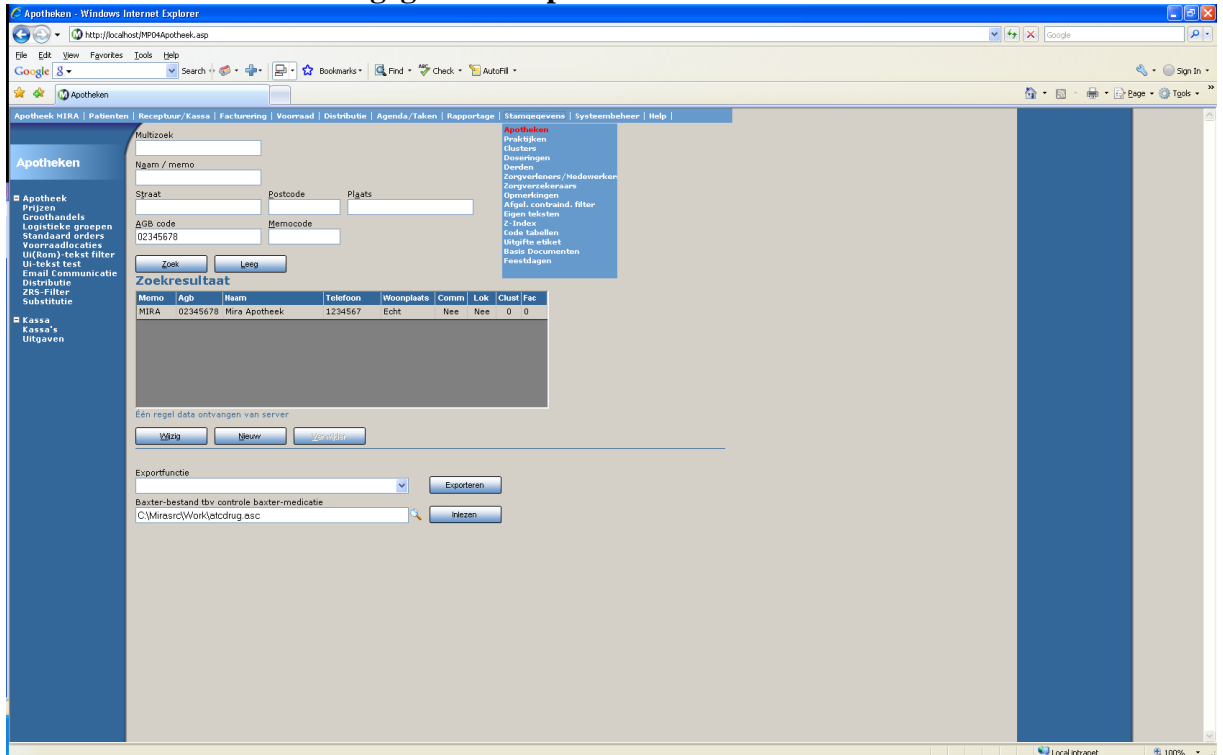 Apotheken - Windows Internet Explorer
http://localhost/MP04Apotheek.asp
Google
File Edit View Favorites Tools Help
Google Search Bookmarks Find Check AutoFill Sign In
Apotheken Page Tools
Apotheek MIRA | Patienten | Receptuur/Kassa | Facturering | Voorraad | Distributie | Agenda/Taken | Rapportage | Stamgegevens | Systeembeheer | Help |
Apotheken
Praktijken
Clusters
Doseringen
Derden
Zorgverleners/Medewerker
Zorgverzekeraars
Opmerkingen
Afgel. contraind. filter
Eigen teksten
Z-Index
Code tabellen
Uitgifte etiket
Basis Documenten
Feestdagen
Apotheken
Apotheek
Prijzen
Groothandels
Logistieke groepen
Standaard orders
Voorraadlocaties
Ui(Rom)-tekst filter
Ui-tekst test
Email Communicatie
Distributie
ZRS-Filter
Substitutie
Kassa
Kassa's
Uitgaven
Multizoek
Naam / memo
Straat Postcode Plaats
AGB code Memocode
02345678
Zoek Leeg
Zoekresultaat
Memo Agb Naam Telefoon Woonplaats Comm Lok Clust Fac
MIRA 02345678 Mira Apotheek 1234567 Echt Nee Nee 0 0
Één regel data ontvangen van server
Wijzig Nieuw Verwijder
Exportfunctie
Exporteren
Baxter-bestand tbv controle baxter-medicatie
C:\Mirasrc\Work\atcdrug.asc Inlezen
Local intranet 100%